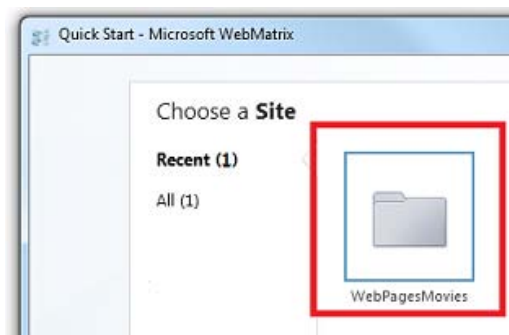 Quick Start - Microsoft WebMatrix
Choose a Site
Recent (1)
All (1)
WebPagesMovies